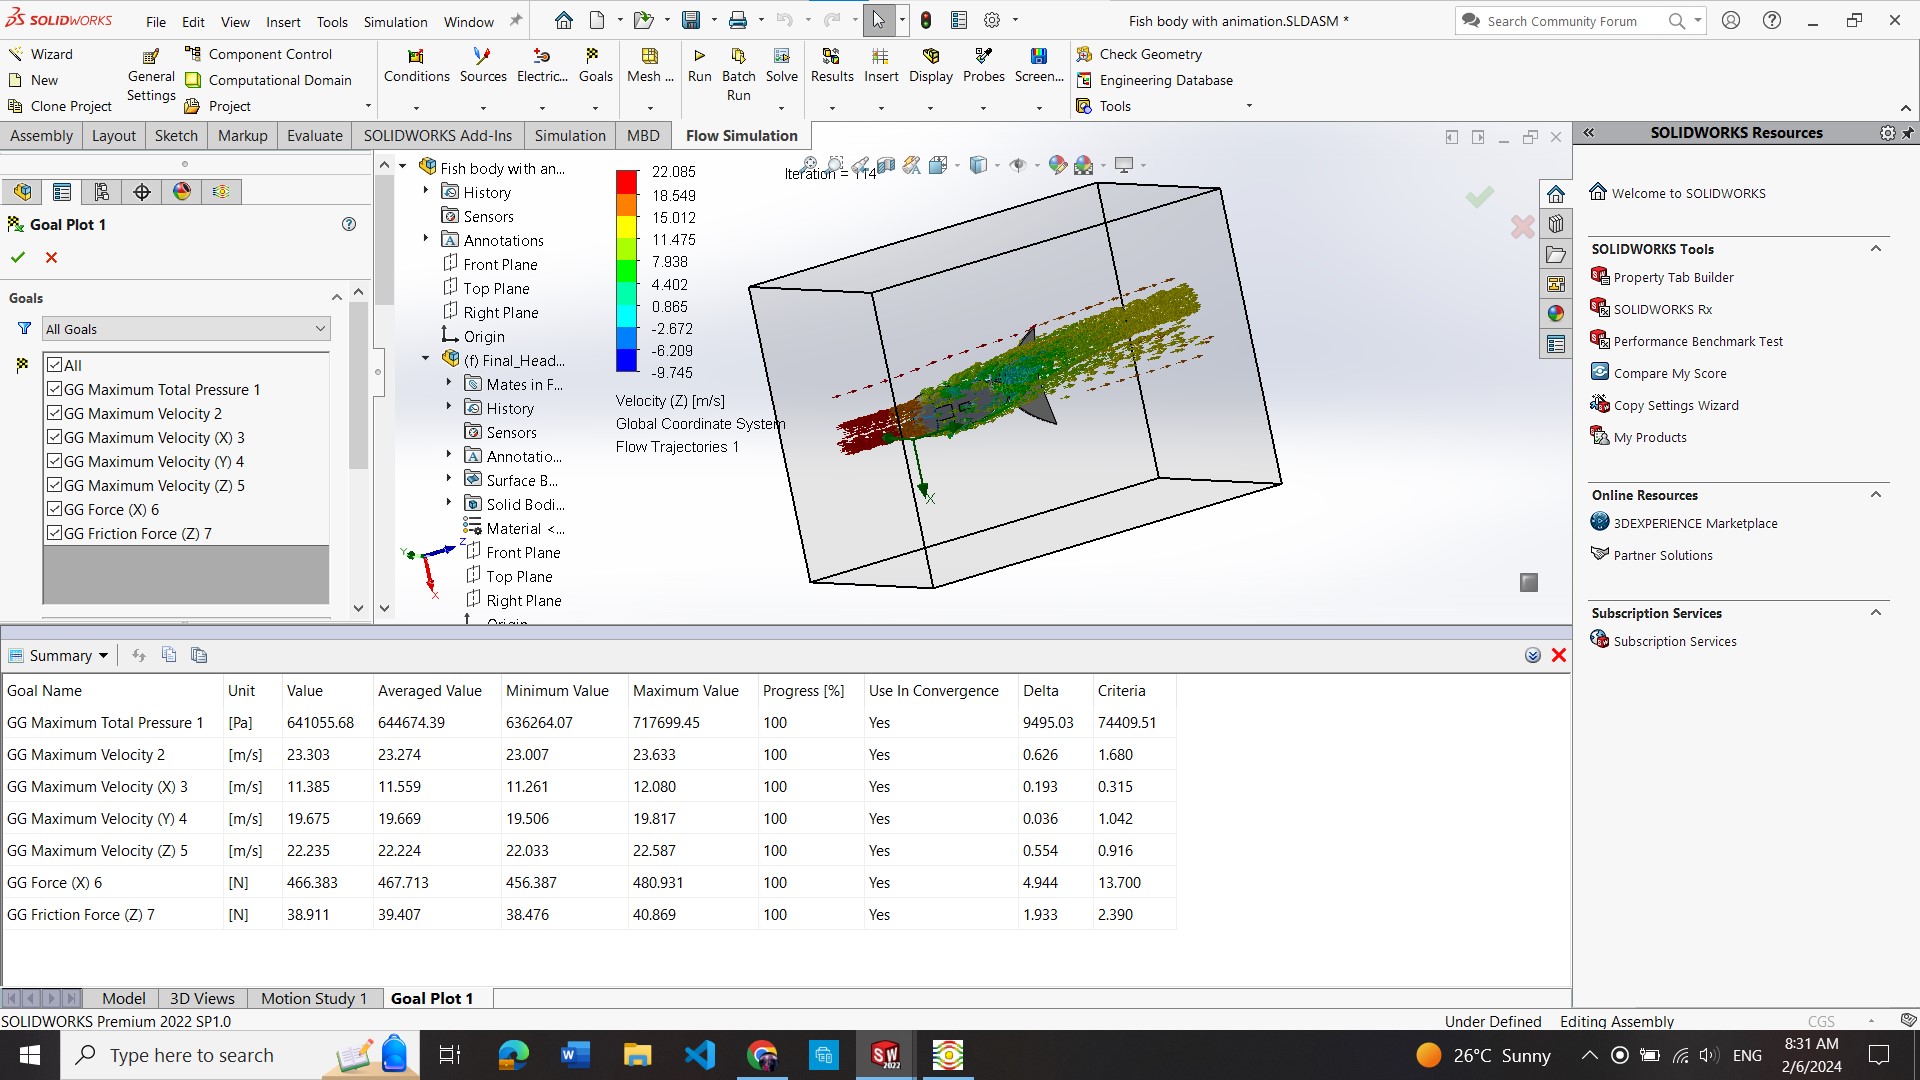 SOLIDWORKS File Edit View Insert Tools Simulation Window Fish body with animation.SLDASM * Search Community Forum
Wizard
New
Clone Project
General Settings
Component Control
Computational Domain
Project
Conditions Sources Electric... Goals Mesh ... Run Batch Run Solve Results Insert Display Probes Screen...
Check Geometry
Engineering Database
Tools
Assembly Layout Sketch Markup Evaluate SOLIDWORKS Add-Ins Simulation MBD Flow Simulation
Goal Plot 1
Goals
All Goals
All
GG Maximum Total Pressure 1
GG Maximum Velocity 2
GG Maximum Velocity (X) 3
GG Maximum Velocity (Y) 4
GG Maximum Velocity (Z) 5
GG Force (X) 6
GG Friction Force (Z) 7
Fish body with an...
History
Sensors
Annotations
Front Plane
Top Plane
Right Plane
Origin
(f) Final_Head...
Mates in F...
History
Sensors
Annotatio...
Surface B...
Solid Bodi...
Material <...
Front Plane
Top Plane
Right Plane
Origin
22.085
18.549
15.012
11.475
7.938
4.402
0.865
-2.672
-6.209
-9.745
Velocity (Z) [m/s]
Global Coordinate System
Flow Trajectories 1
Iteration = 114
X
Y
Z
X
SOLIDWORKS Resources
Welcome to SOLIDWORKS
SOLIDWORKS Tools
Property Tab Builder
SOLIDWORKS Rx
Performance Benchmark Test
Compare My Score
Copy Settings Wizard
My Products
Online Resources
3DEXPERIENCE Marketplace
Partner Solutions
Subscription Services
Subscription Services
Summary
Goal Name Unit Value Averaged Value Minimum Value Maximum Value Progress [%] Use In Convergence Delta Criteria
GG Maximum Total Pressure 1 [Pa] 641055.68 644674.39 636264.07 717699.45 100 Yes 9495.03 74409.51
GG Maximum Velocity 2 [m/s] 23.303 23.274 23.007 23.633 100 Yes 0.626 1.680
GG Maximum Velocity (X) 3 [m/s] 11.385 11.559 11.261 12.080 100 Yes 0.193 0.315
GG Maximum Velocity (Y) 4 [m/s] 19.675 19.669 19.506 19.817 100 Yes 0.036 1.042
GG Maximum Velocity (Z) 5 [m/s] 22.235 22.224 22.033 22.587 100 Yes 0.554 0.916
GG Force (X) 6 [N] 466.383 467.713 456.387 480.931 100 Yes 4.944 13.700
GG Friction Force (Z) 7 [N] 38.911 39.407 38.476 40.869 100 Yes 1.933 2.390
Model 3D Views Motion Study 1 Goal Plot 1
SOLIDWORKS Premium 2022 SP1.0 Under Defined Editing Assembly CGS
Type here to search 26°C Sunny ENG 8:31 AM
2/6/2024